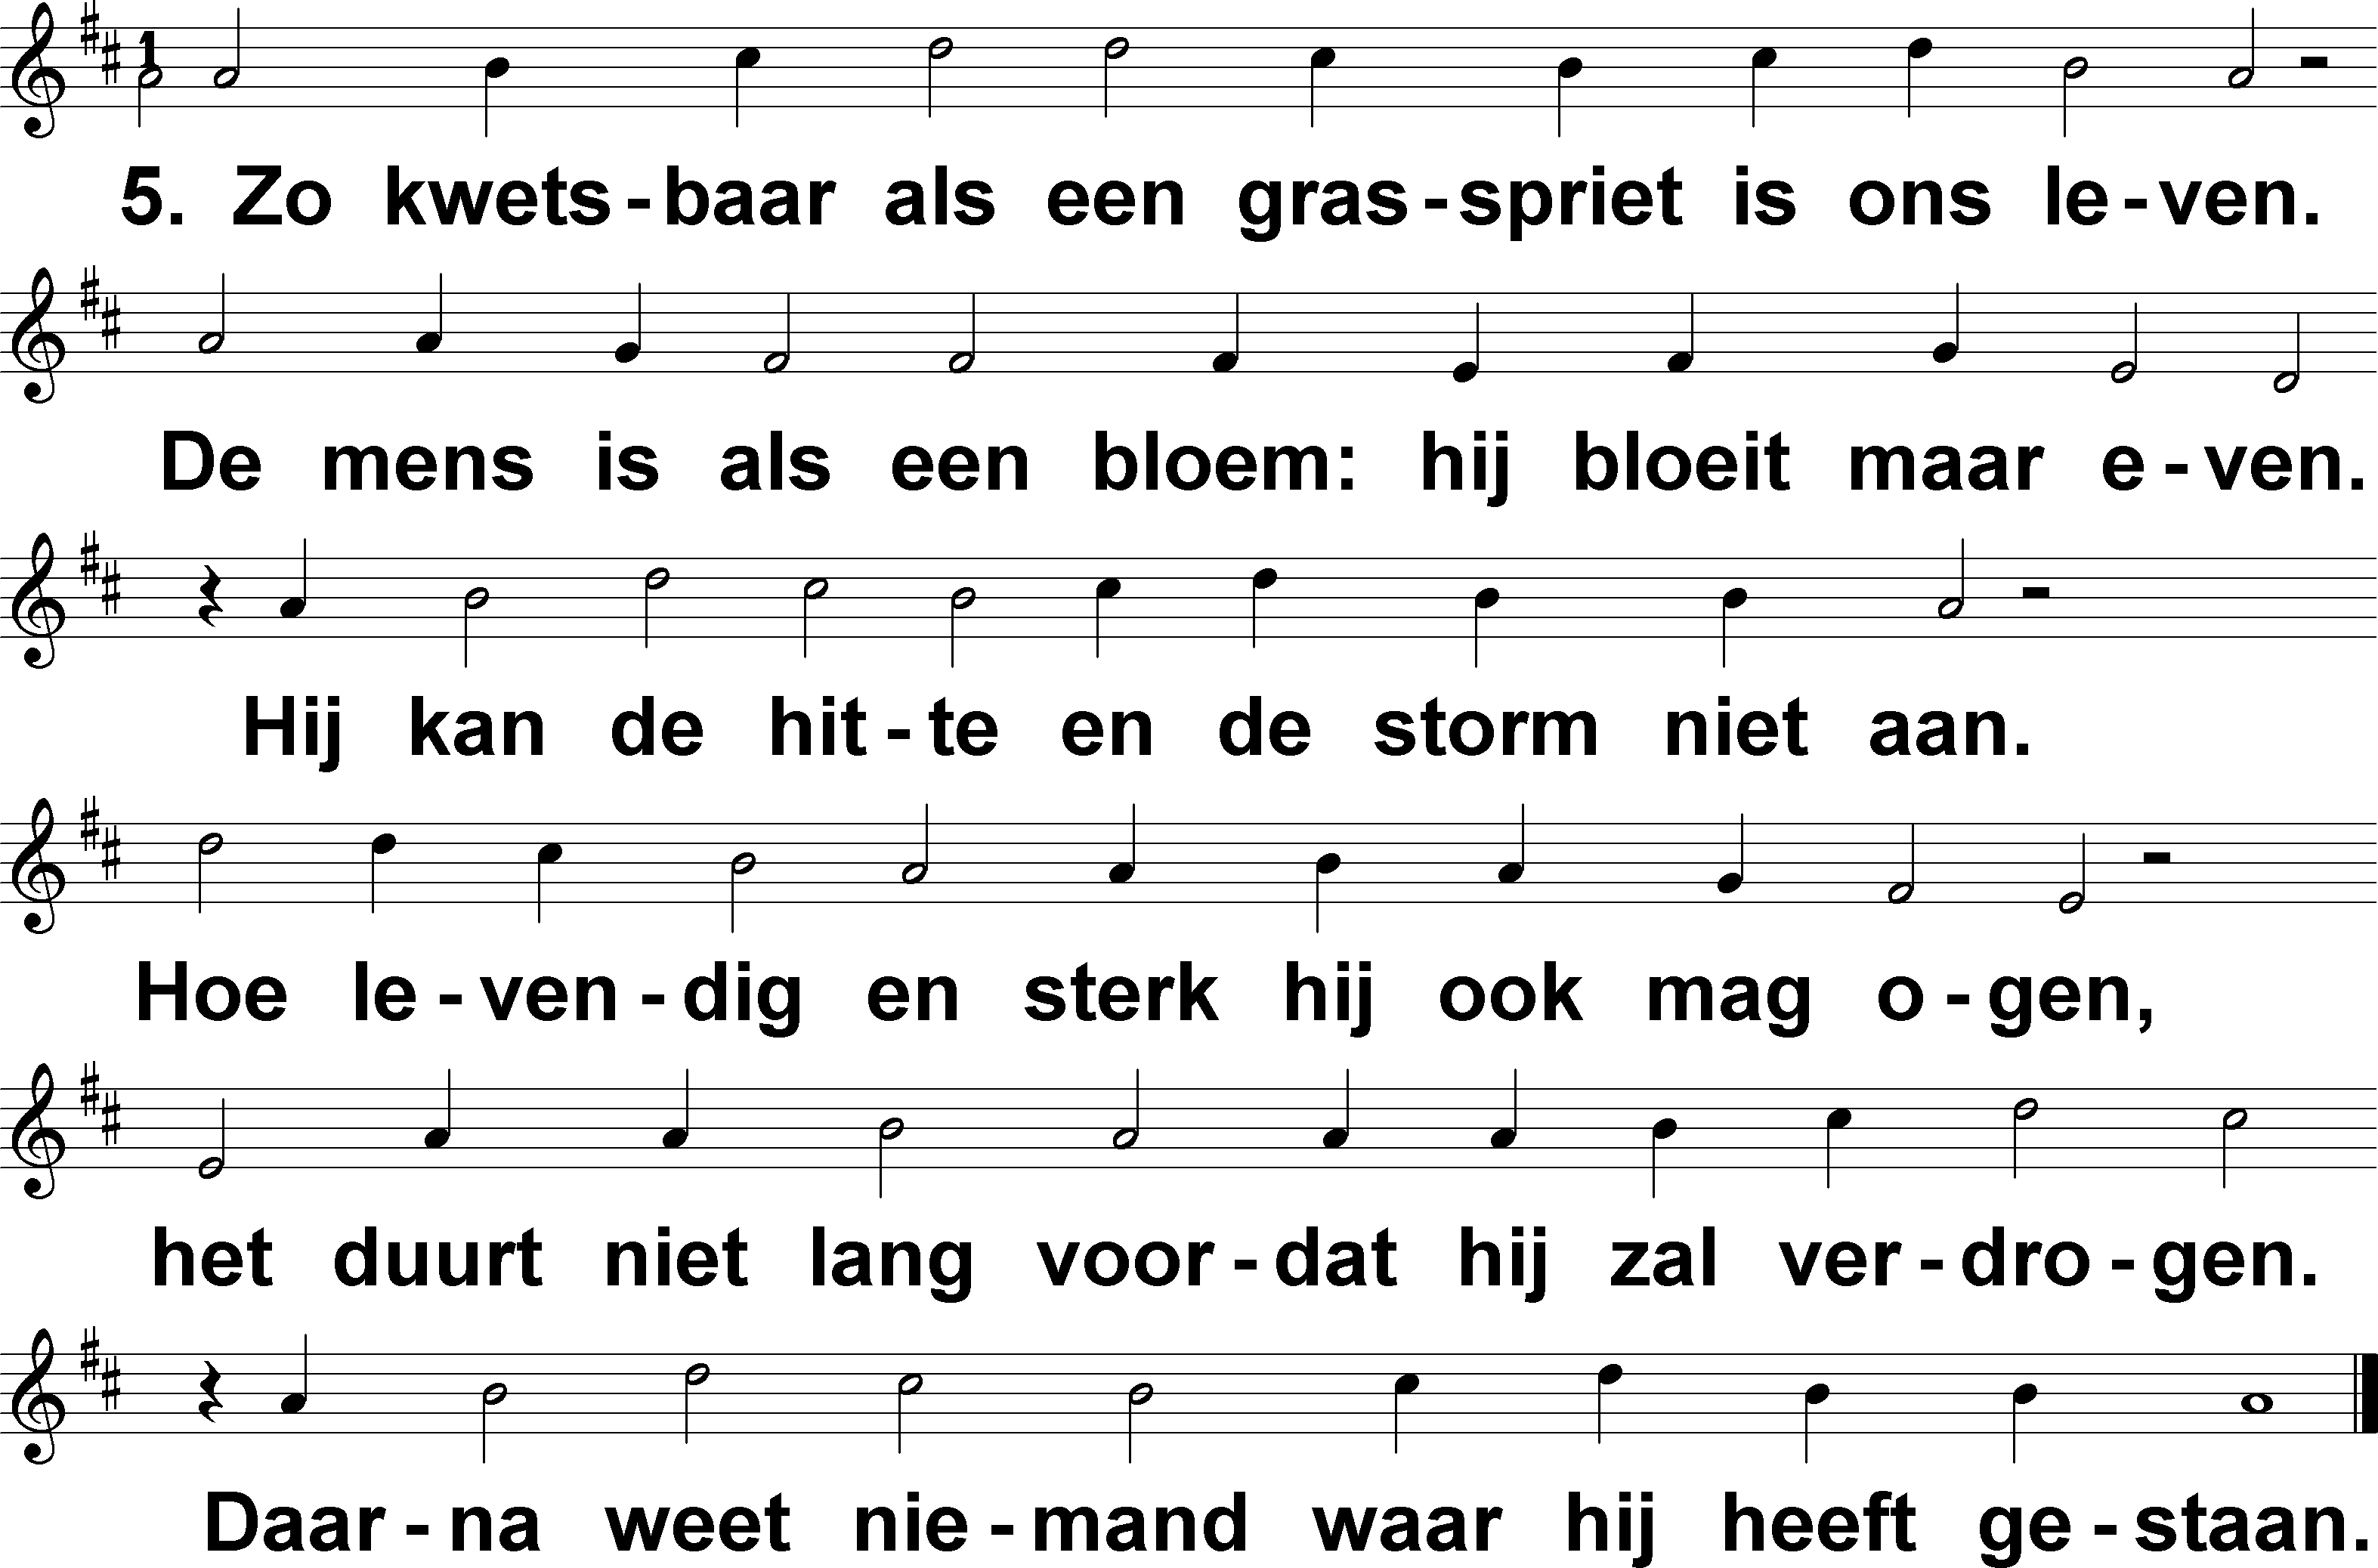 5. Zo kwets-baar als een gras-spriet is ons le-ven.
De mens is als een bloem: hij bloeit maar e-ven.
Hij kan de hit-te en de storm niet aan.
Hoe le-ven-dig en sterk hij ook mag o-gen,
het duurt niet lang voor-dat hij zal ver-dro-gen.
Daar-na weet nie-mand waar hij heeft ge-staan.